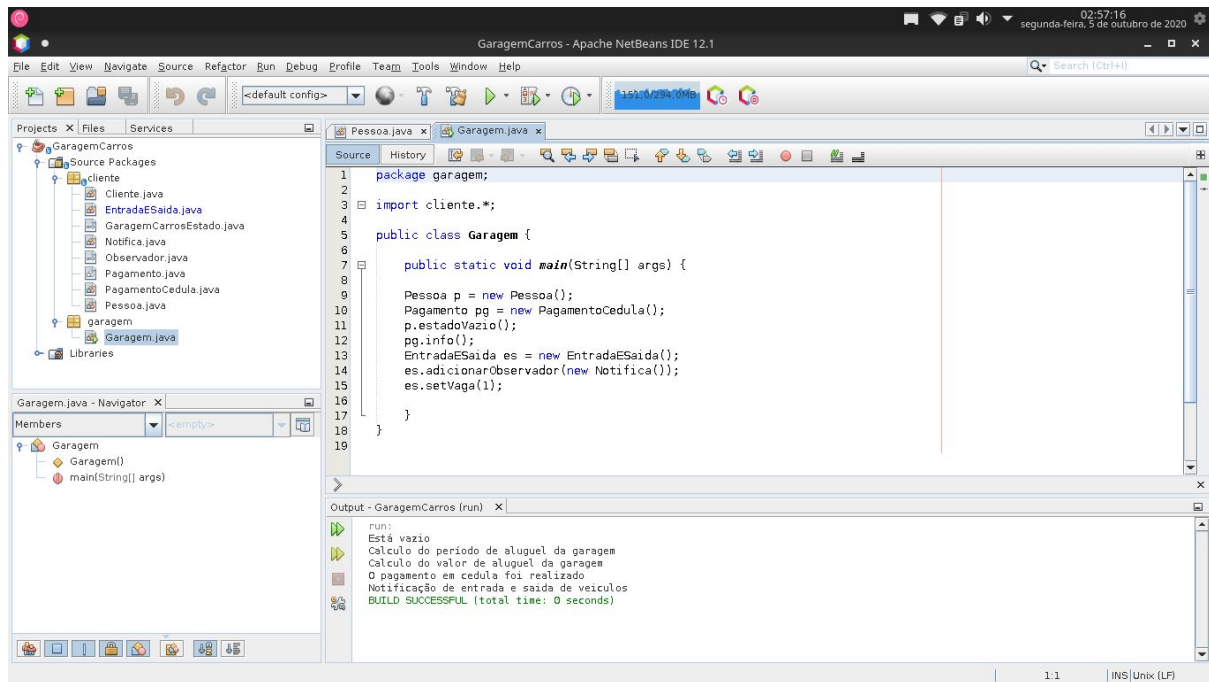 02:57:16
segunda-feira, 5 de outubro de 2020
GaragemCarros - Apache NetBeans IDE 12.1
File Edit View Navigate Source Refactor Run Debug Profile Team Tools Window Help
Search (Ctrl+I)
<default config>
151,0/294,0MB
Projects Files Services
GaragemCarros
Source Packages
cliente
Cliente.java
EntradaESaida.java
GaragemCarrosEstado.java
Notifica.java
Observador.java
Pagamento.java
PagamentoCedula.java
Pessoa.java
garagem
Garagem.java
Libraries
Garagem.java - Navigator
Members
<empty>
Garagem
Garagem()
main(String[] args)
Pessoa.java Garagem.java
Source History
1 package garagem;
2
3 import cliente.*;
4
5 public class Garagem {
6
7 public static void main(String[] args) {
8
9 Pessoa p = new Pessoa();
10 Pagamento pg = new PagamentoCedula();
11 p.estadoVazio();
12 pg.info();
13 EntradaESaida es = new EntradaESaida();
14 es.adicionarObservador(new Notifica());
15 es.setVaga(1);
16
17 }
18 }
19
Output - GaragemCarros (run)
run:
Está vazio
Calculo do período de aluguel da garagem
Calculo do valor de aluguel da garagem
O pagamento em cedula foi realizado
Notificação de entrada e saida de veiculos
BUILD SUCCESSFUL (total time: 0 seconds)
1:1 INS Unix (LF)